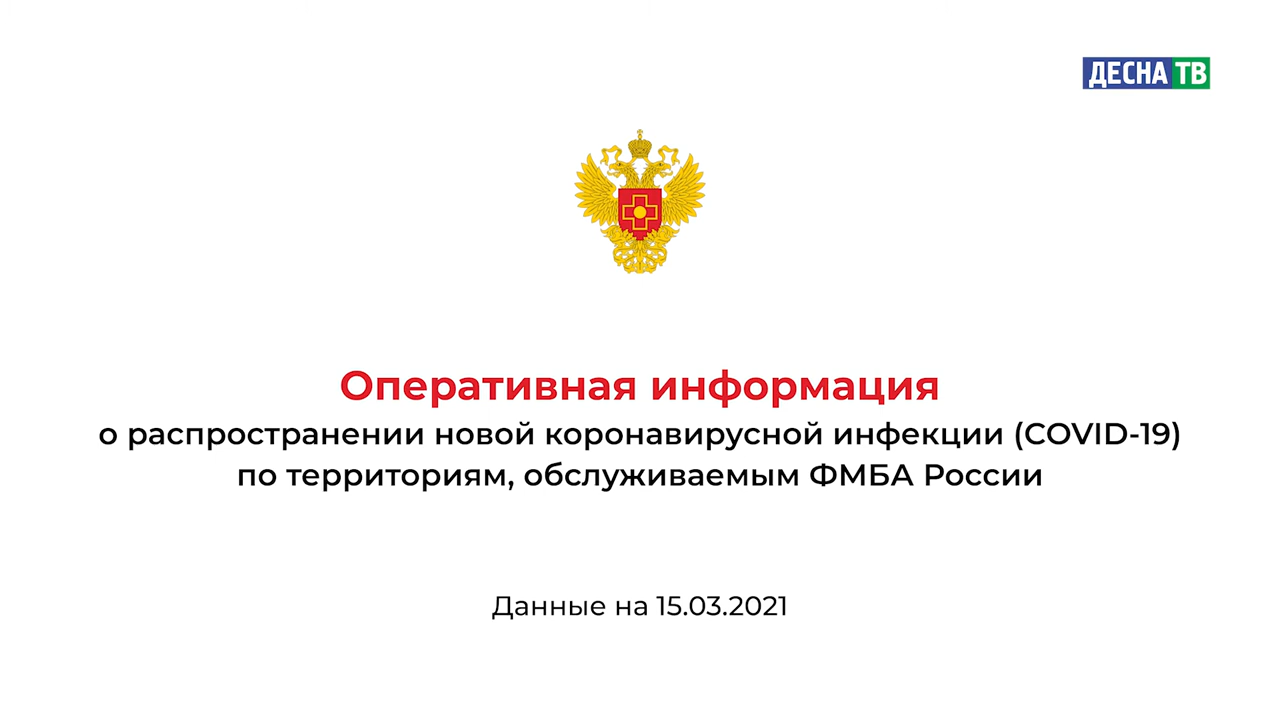 ДЕСНА ТВ
Оперативная информация
о распространении новой коронавирусной инфекции (COVID-19)
по территориям, обслуживаемым ФМБА России
Данные на 15.03.2021